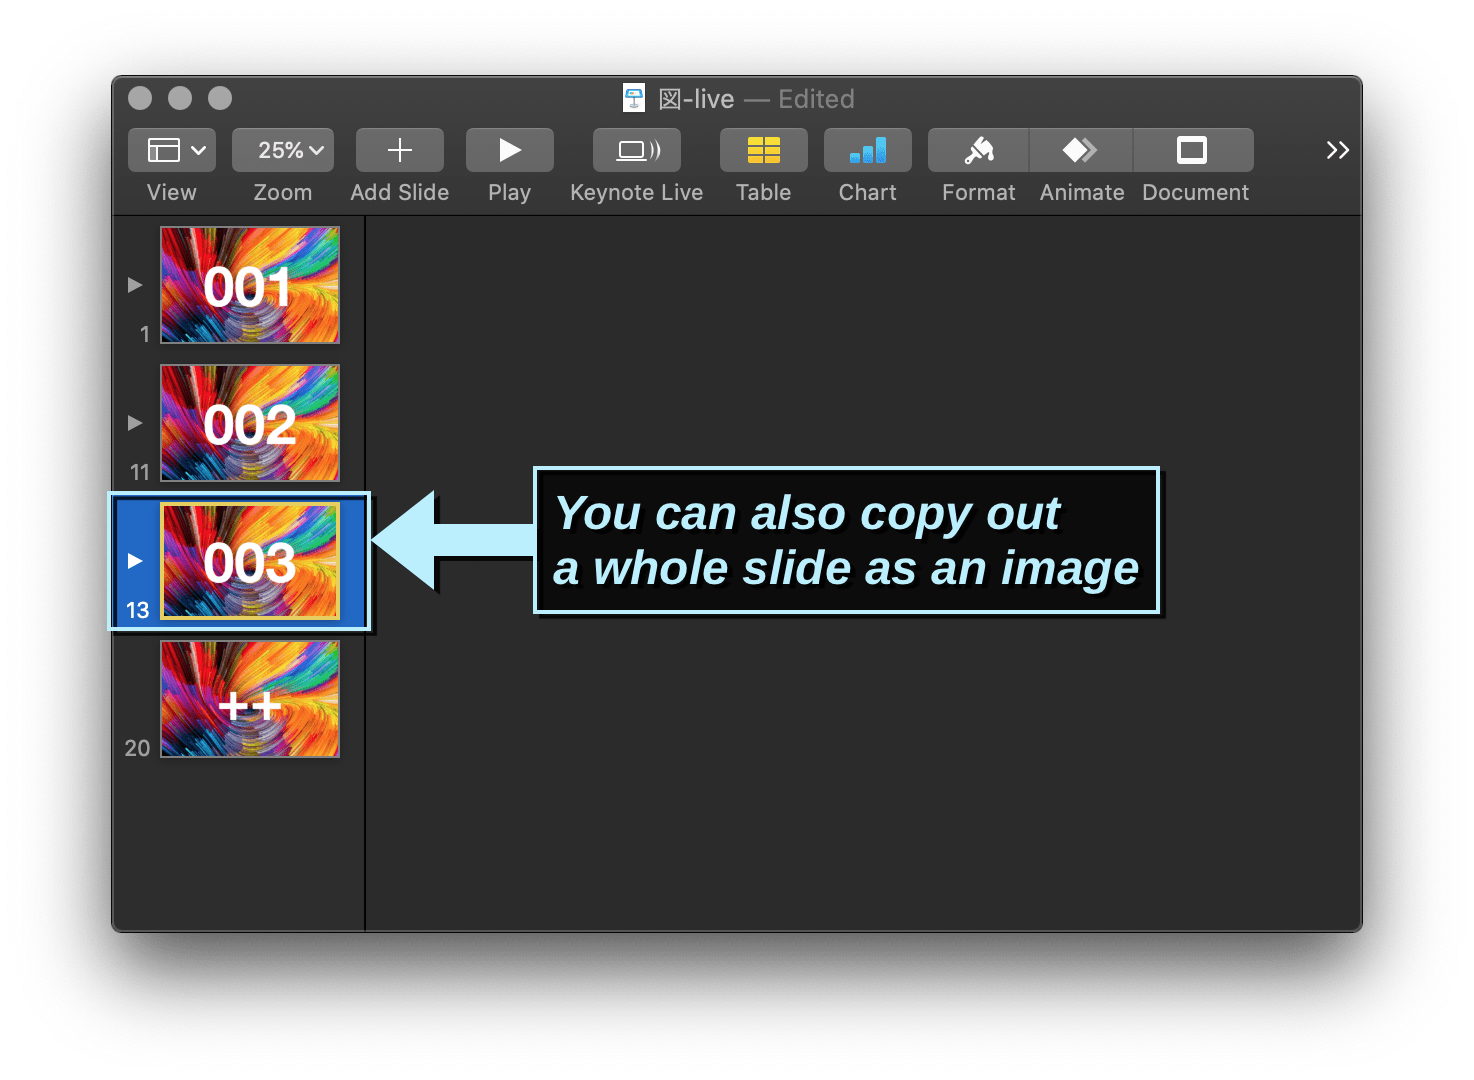 図-live — Edited
25%
View
Zoom
Add Slide
Play
Keynote Live
Table
Chart
Format
Animate
Document
001
1
002
11
003
13
++
20
You can also copy out
a whole slide as an image